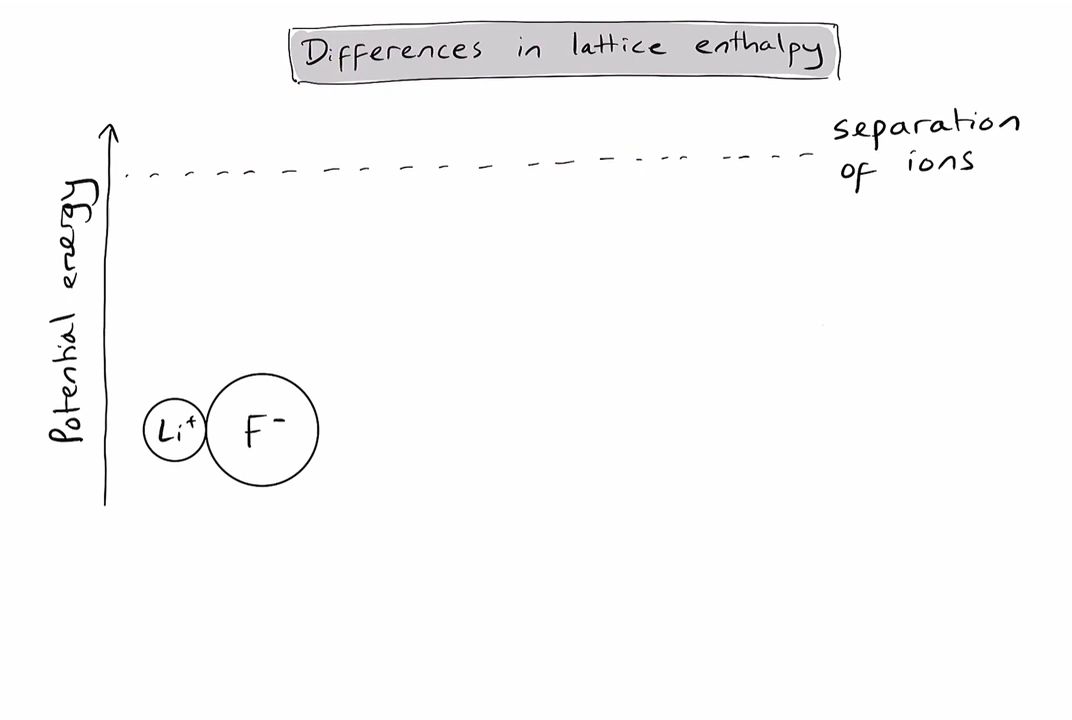 Differences in lattice enthalpy
separation
of ions
Potential energy
Li⁺
F⁻